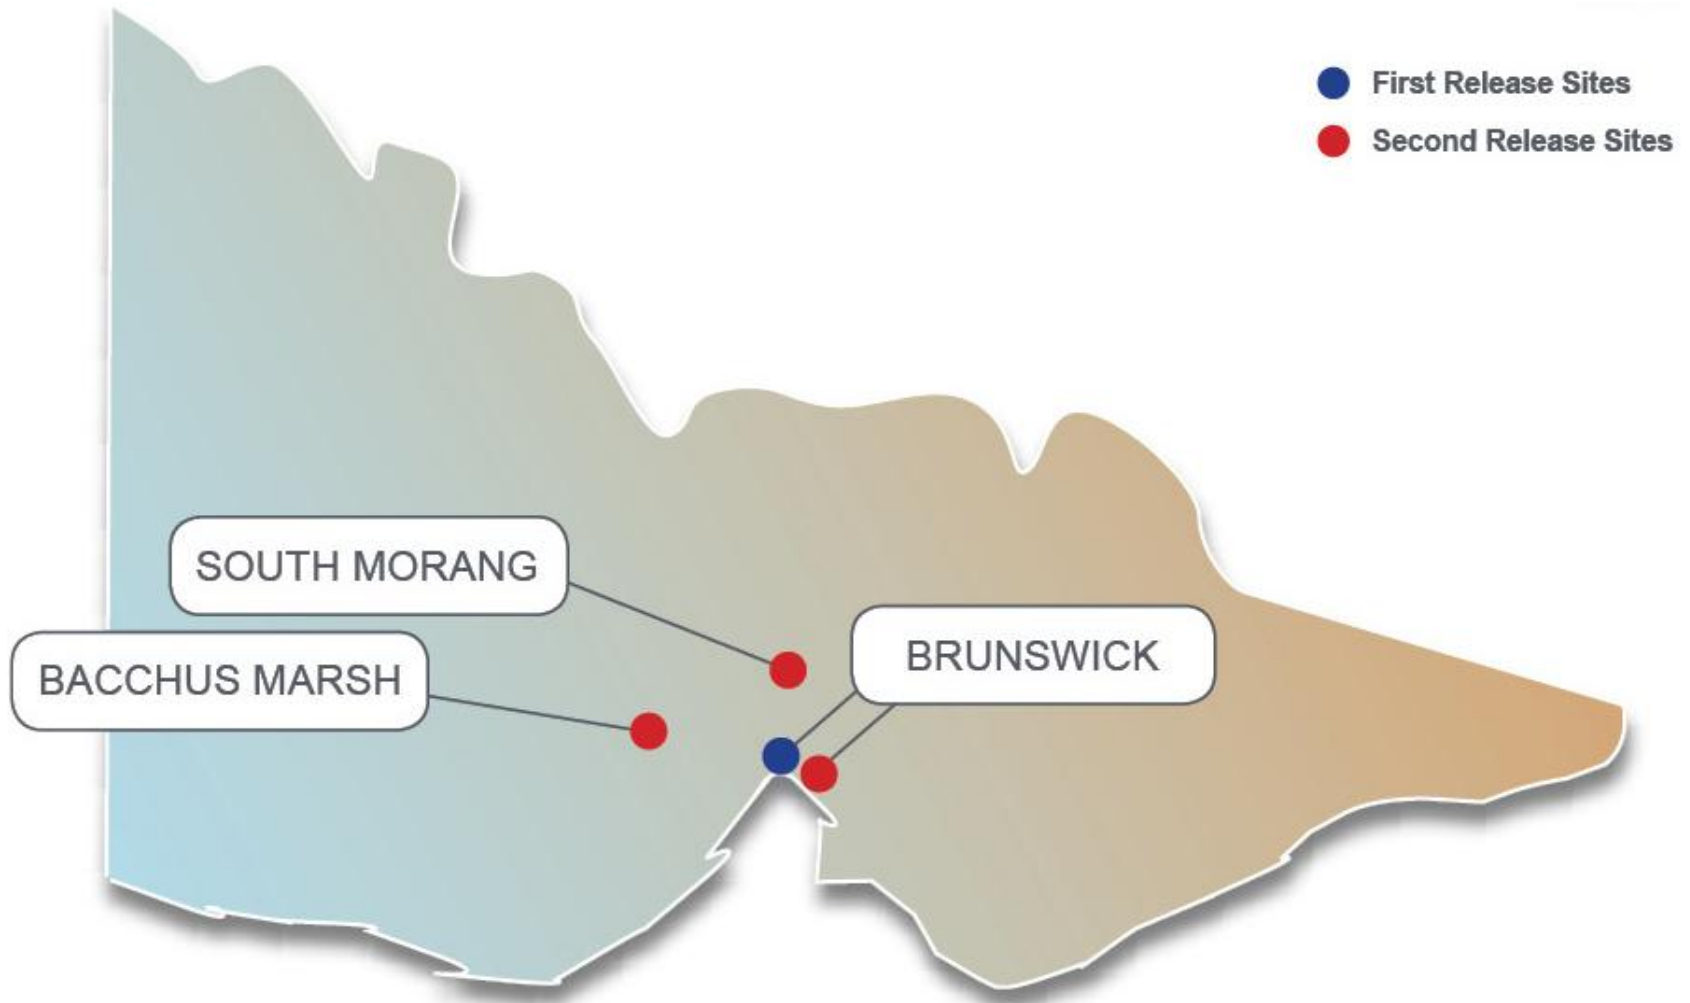 First Release Sites
Second Release Sites
SOUTH MORANG
BRUNSWICK
BACCHUS MARSH